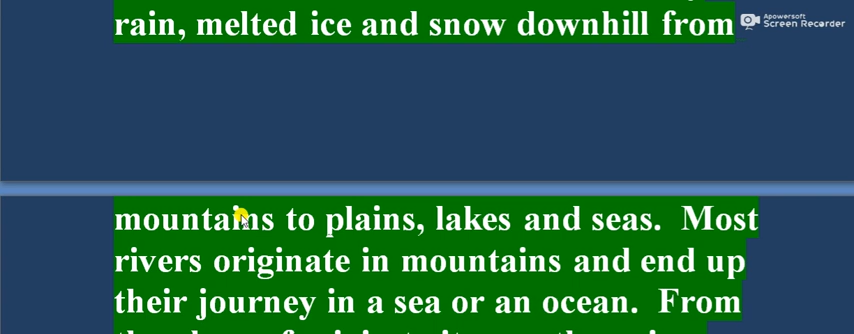 rain, melted ice and snow downhill from
Apowersoft
Screen Recorder
mountains to plains, lakes and seas. Most
rivers originate in mountains and end up
their journey in a sea or an ocean. From